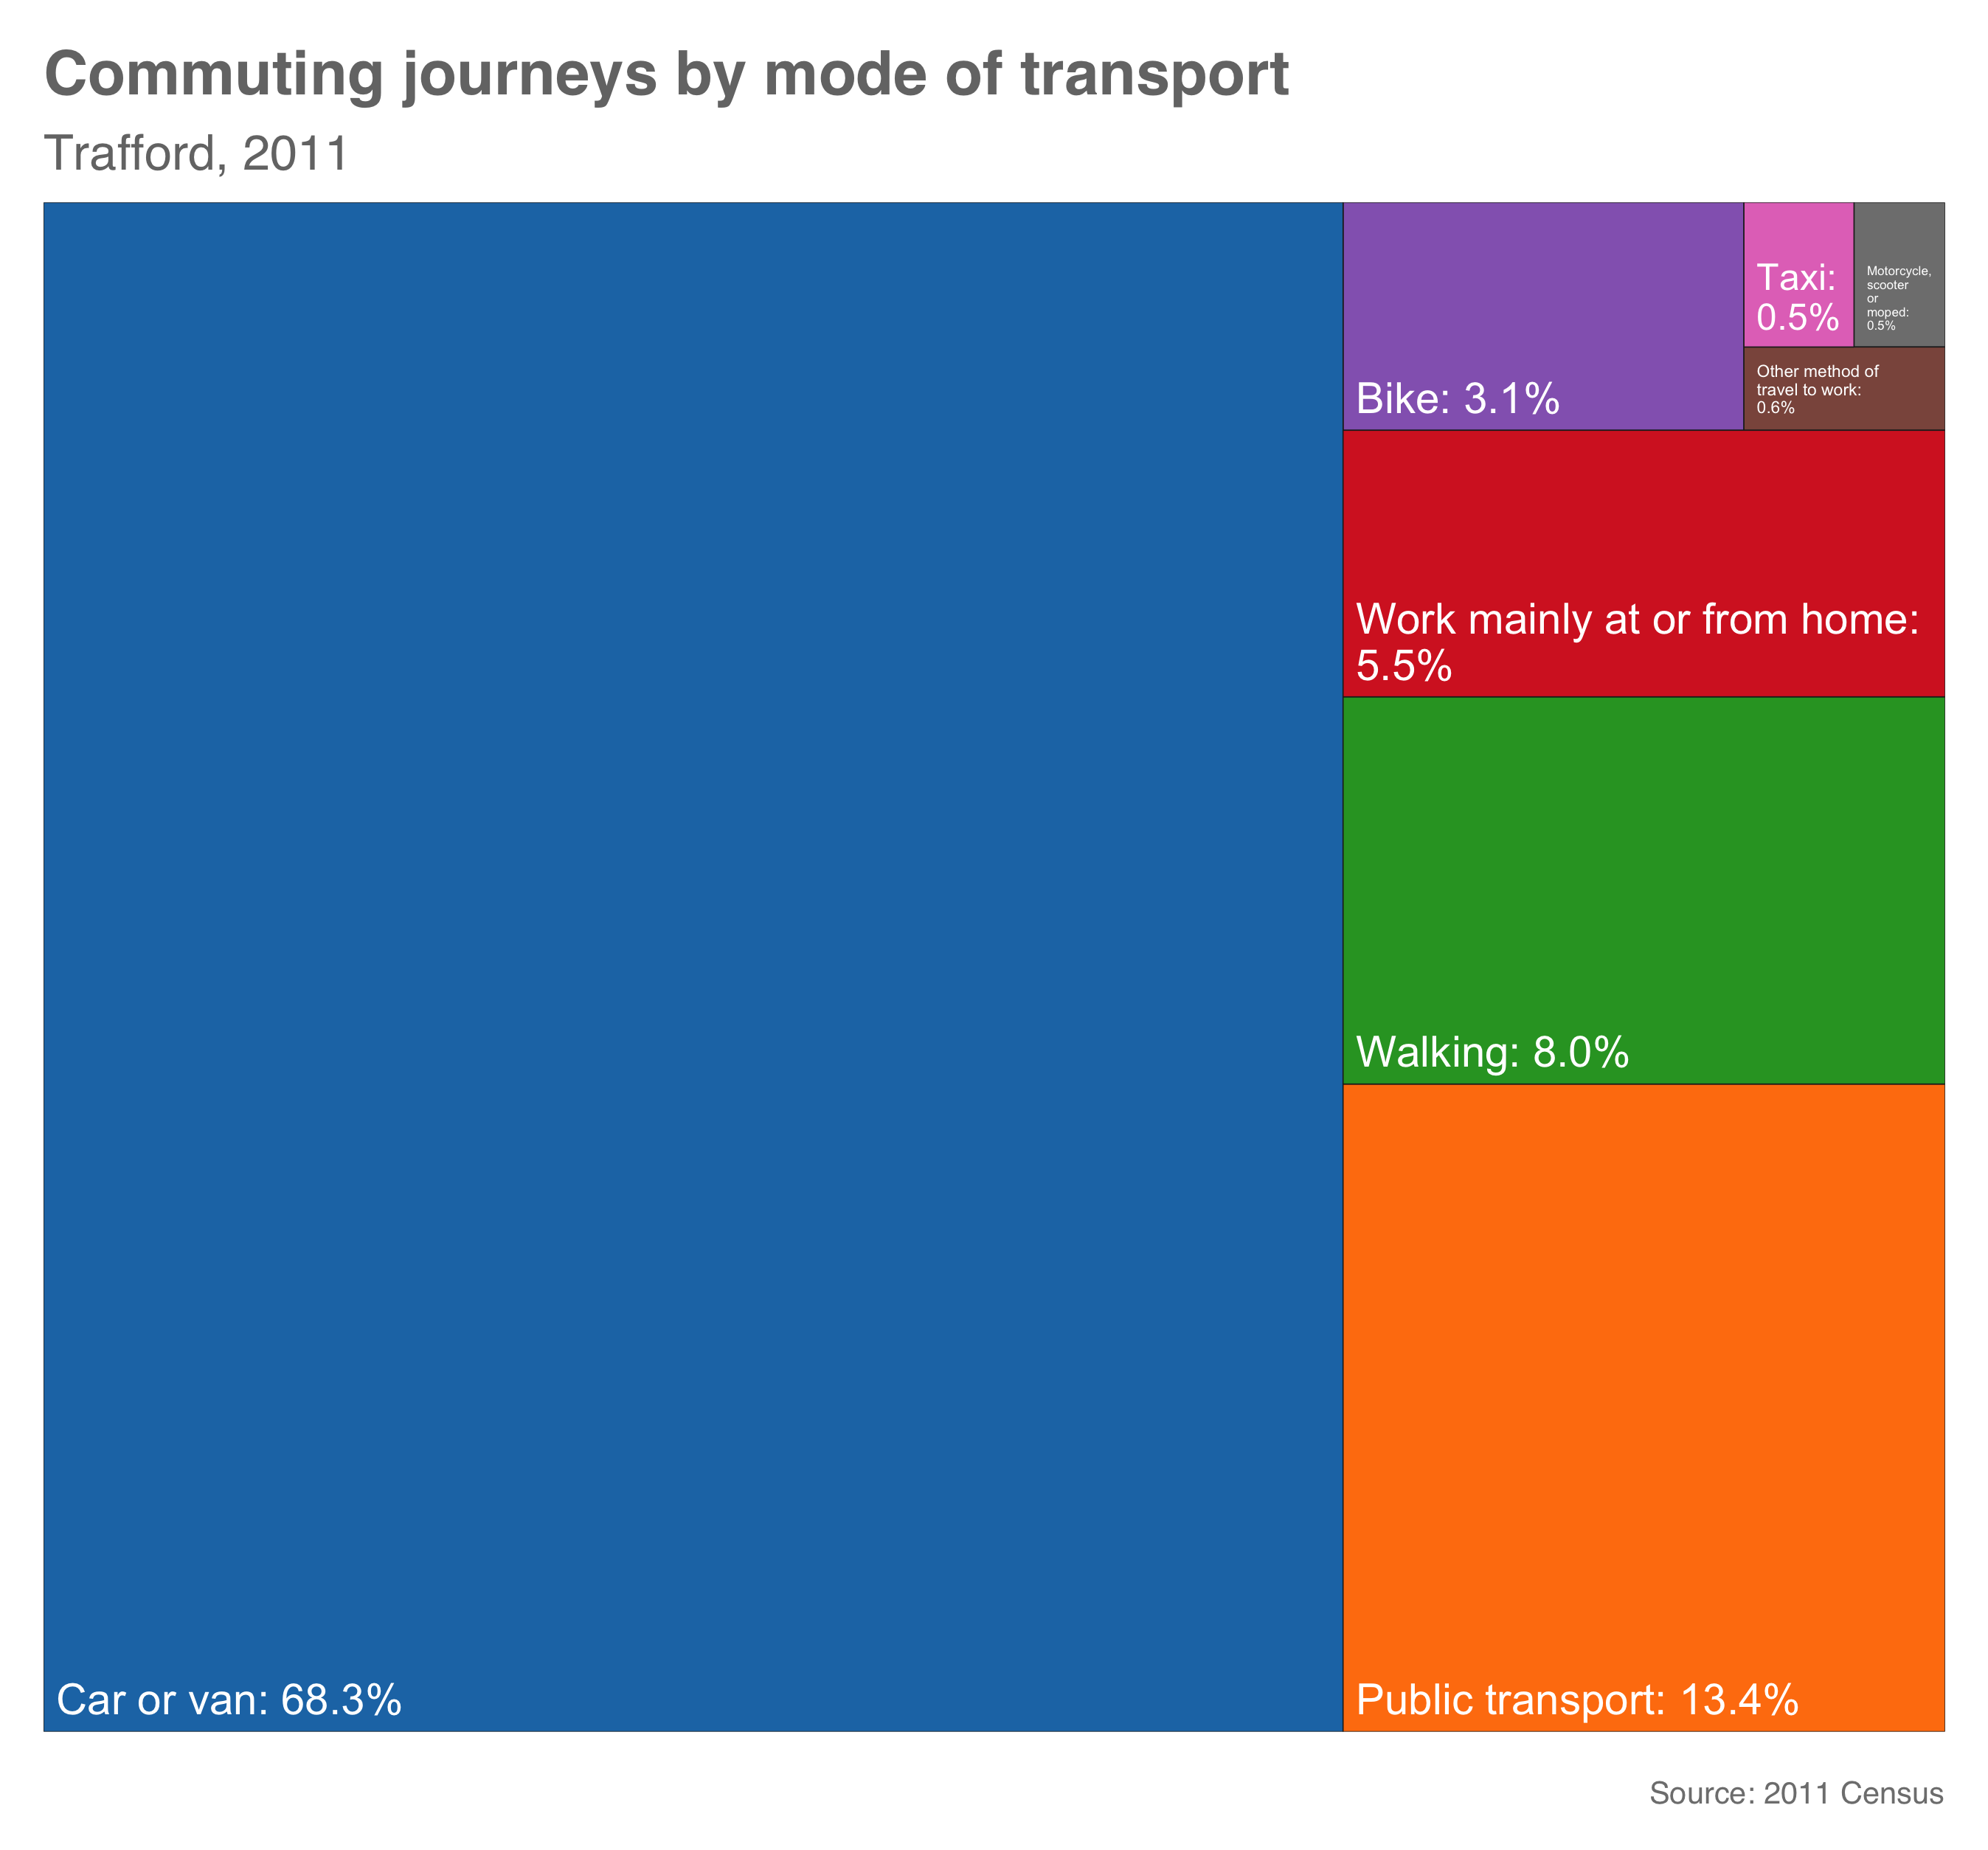 Commuting journeys by mode of transport
Trafford, 2011
Taxi:
0.5%
Motorcycle,
scooter
or
moped:
0.5%
Other method of
travel to work:
0.6%
Bike: 3.1%
Work mainly at or from home:
5.5%
Walking: 8.0%
Car or van: 68.3%
Public transport: 13.4%
Source: 2011 Census